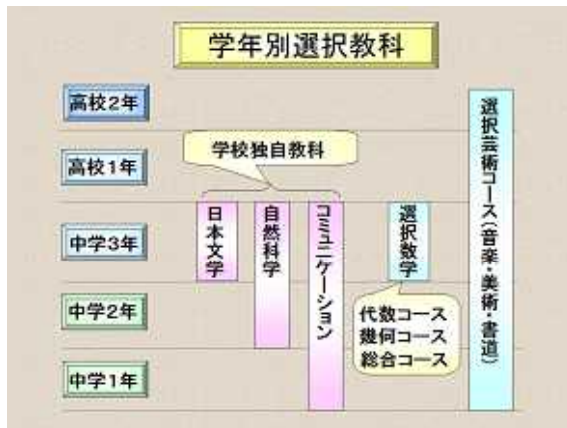 学年別選択教科
高校2年
高校1年
中学3年
中学2年
中学1年
学校独自教科
日本文学
自然科学
コミュニケーション
選択数学
代数コース
幾何コース
総合コース
選択芸術コース(音楽・美術・書道)